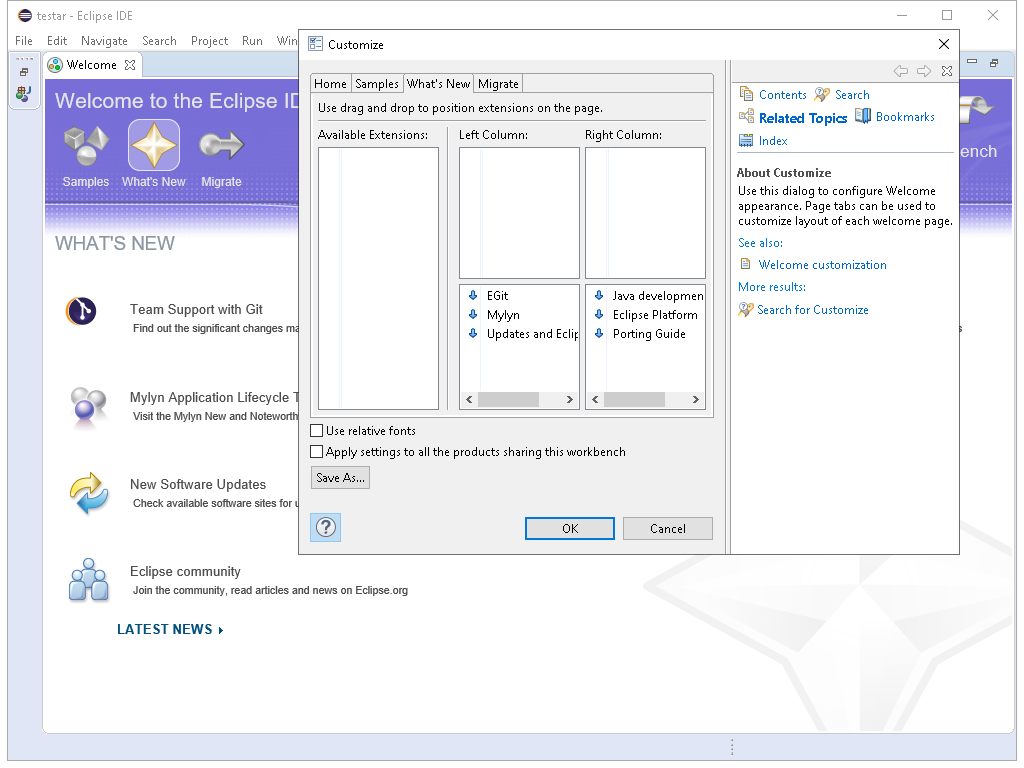 testar - Eclipse IDE
File Edit Navigate Search Project Run Win
Welcome
Welcome to the Eclipse ID
Samples What's New Migrate
ench
WHAT'S NEW
Team Support with Git
Find out the significant changes ma
Mylyn Application Lifecycle T
Visit the Mylyn New and Noteworth
New Software Updates
Check available software sites for u
Eclipse community
Join the community, read articles and news on Eclipse.org
LATEST NEWS
Customize
Home Samples What's New Migrate
Use drag and drop to position extensions on the page.
Available Extensions: Left Column: Right Column:
EGit
Mylyn
Updates and Eclip
Java developmen
Eclipse Platform
Porting Guide
Use relative fonts
Apply settings to all the products sharing this workbench
Save As...
? OK Cancel
Contents Search
Related Topics Bookmarks
Index
About Customize
Use this dialog to configure Welcome
appearance. Page tabs can be used to
customize layout of each welcome page.
See also:
Welcome customization
More results:
Search for Customize
s